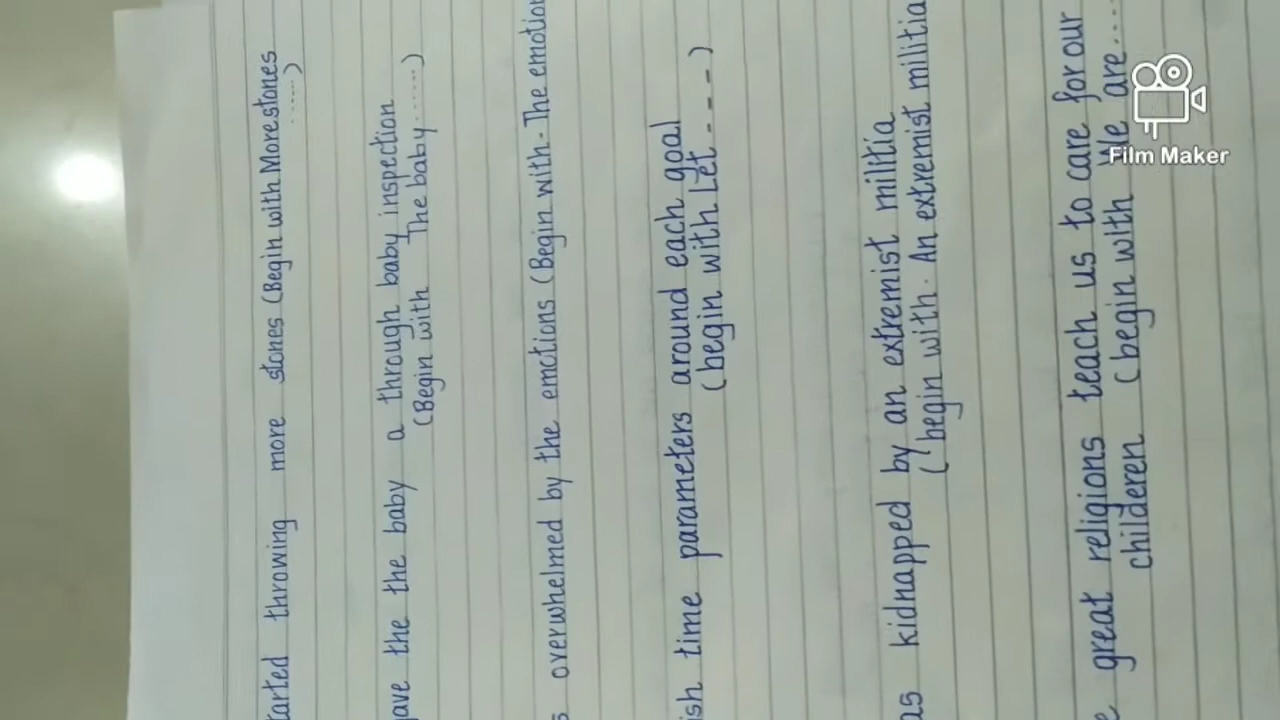 tarted throwing more stones (Begin with More stones
......)
ave the the baby a through baby inspection
(Begin with The baby......)
s overwhelmed by the emotions (Begin with - The emotion
ish time parameters around each goal
(begin with Let ----)
as kidnapped by an extremist militia
(begin with. An extremist militia
e great religions teach us to care for our
childeren (begin with We are....
Film Maker